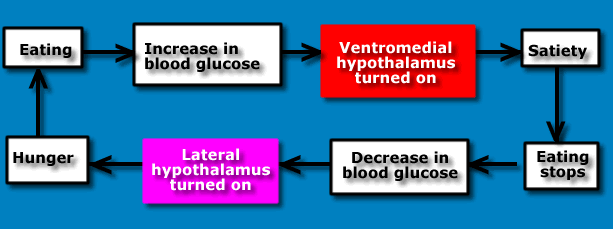 Eating
Increase in
blood glucose
Ventromedial
hypothalamus
turned on
Satiety
Eating
stops
Decrease in
blood glucose
Lateral
hypothalamus
turned on
Hunger